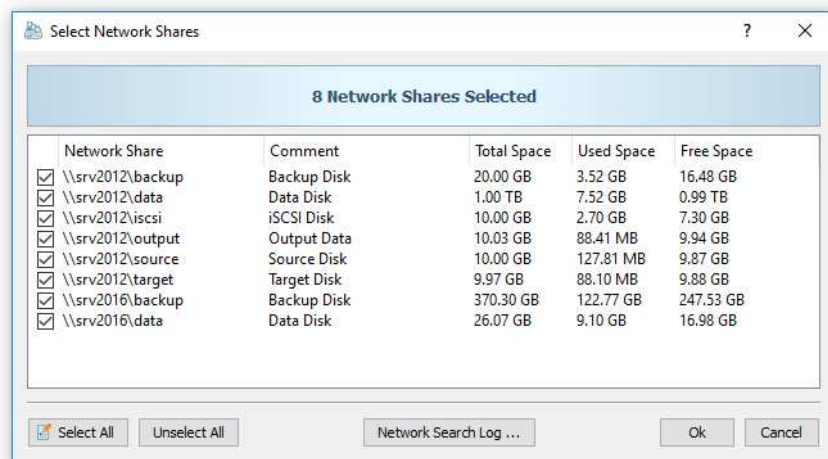 Select Network Shares ?
8 Network Shares Selected
Network Share Comment Total Space Used Space Free Space
\\srv2012\backup Backup Disk 20.00 GB 3.52 GB 16.48 GB
\\srv2012\data Data Disk 1.00 TB 7.52 GB 0.99 TB
\\srv2012\iscsi iSCSI Disk 10.00 GB 2.70 GB 7.30 GB
\\srv2012\output Output Data 10.03 GB 88.41 MB 9.94 GB
\\srv2012\source Source Disk 10.00 GB 127.81 MB 9.87 GB
\\srv2012\target Target Disk 9.97 GB 88.10 MB 9.88 GB
\\srv2016\backup Backup Disk 370.30 GB 122.77 GB 247.53 GB
\\srv2016\data Data Disk 26.07 GB 9.10 GB 16.98 GB
Select All Unselect All Network Search Log ... Ok Cancel